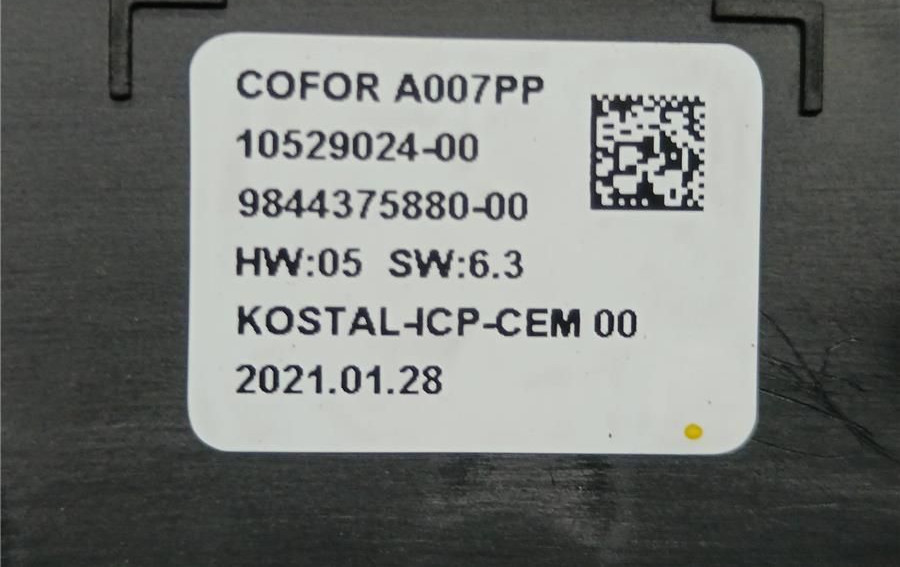 COFOR A007PP
10529024-00
9844375880-00
HW:05 SW:6.3
KOSTAL-ICP-CEM 00
2021.01.28